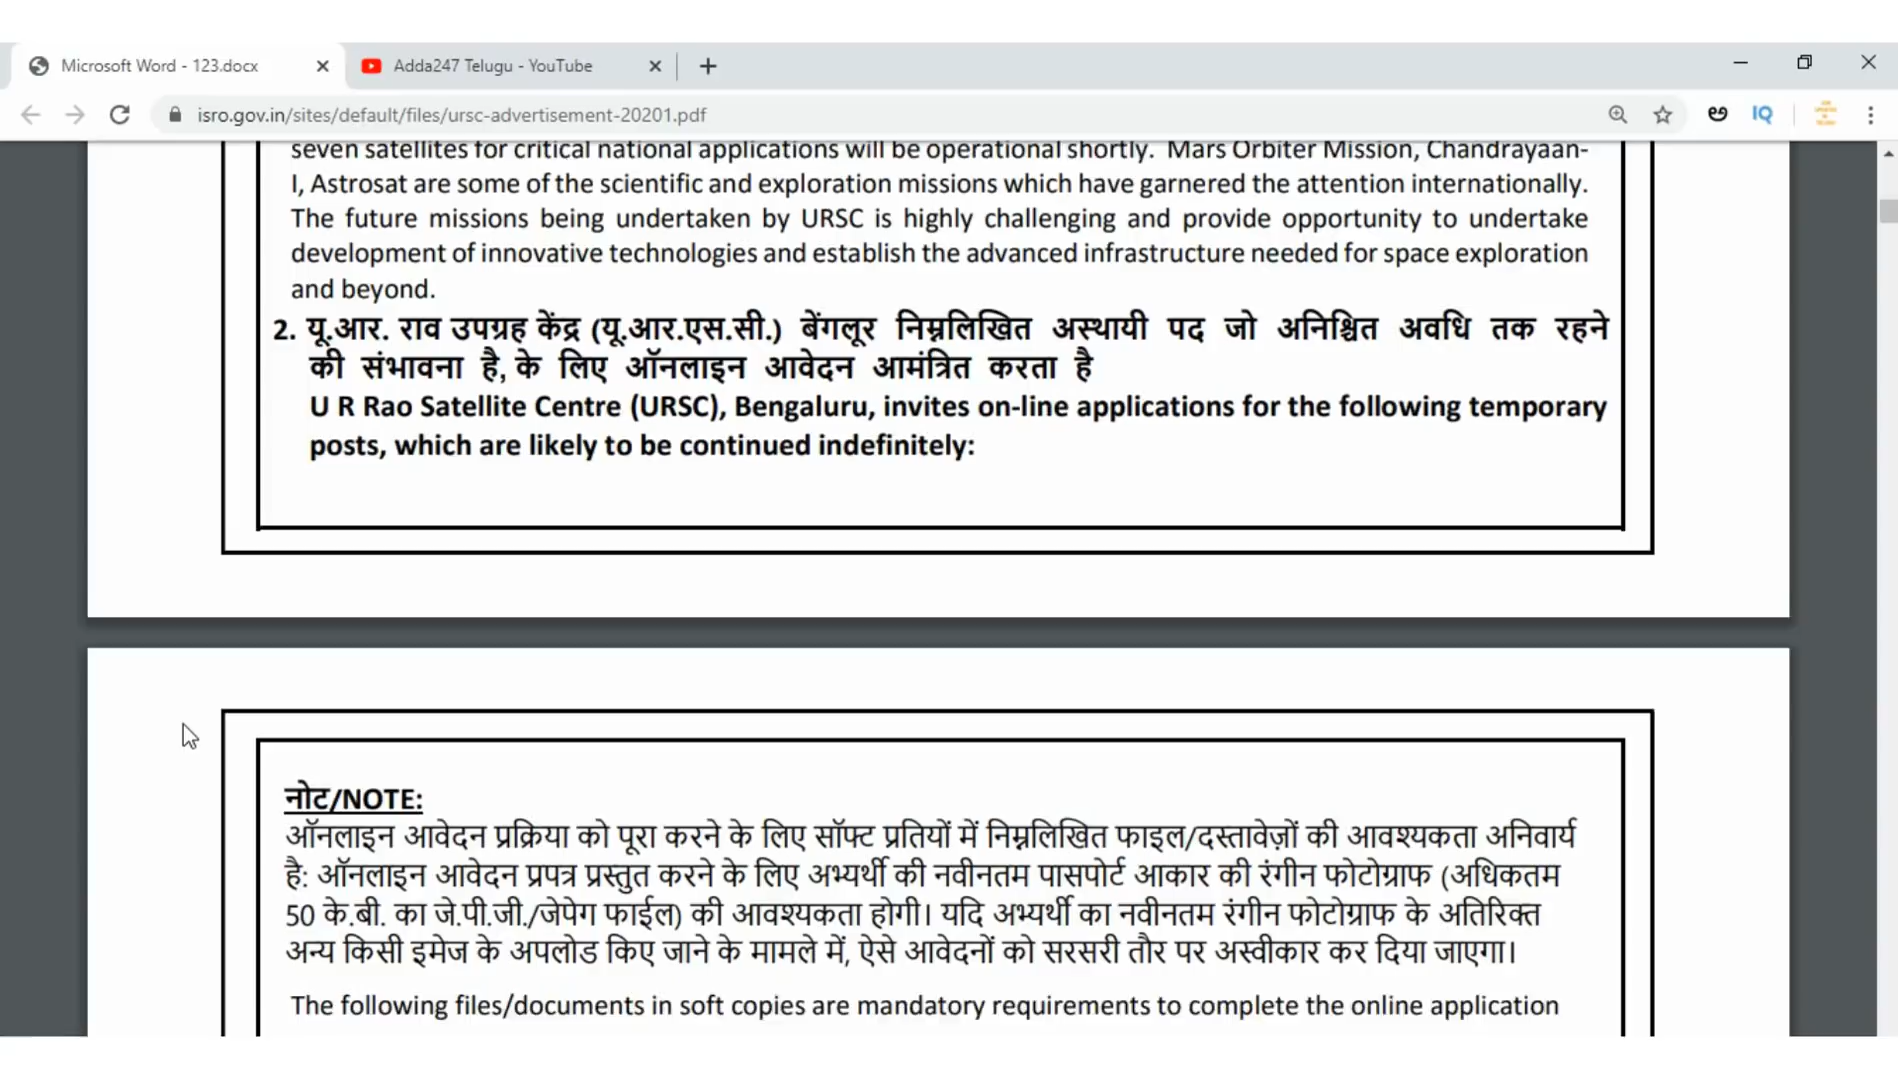 Microsoft Word - 123.docx
Adda247 Telugu - YouTube
isro.gov.in/sites/default/files/ursc-advertisement-20201.pdf
IQ
seven satellites for critical national applications will be operational shortly. Mars Orbiter Mission, Chandrayaan-
I, Astrosat are some of the scientific and exploration missions which have garnered the attention internationally.
The future missions being undertaken by URSC is highly challenging and provide opportunity to undertake
development of innovative technologies and establish the advanced infrastructure needed for space exploration
and beyond.
2. यू.आर. राव उपग्रह केंद्र (यू.आर.एस.सी.) बेंगलूर निम्नलिखित अस्थायी पद जो अनिश्चित अवधि तक रहने
की संभावना है, के लिए ऑनलाइन आवेदन आमंत्रित करता है
U R Rao Satellite Centre (URSC), Bengaluru, invites on-line applications for the following temporary
posts, which are likely to be continued indefinitely:
नोट/NOTE:
ऑनलाइन आवेदन प्रक्रिया को पूरा करने के लिए सॉफ्ट प्रतियों में निम्नलिखित फाइल/दस्तावेज़ों की आवश्यकता अनिवार्य
है: ऑनलाइन आवेदन प्रपत्र प्रस्तुत करने के लिए अभ्यर्थी की नवीनतम पासपोर्ट आकार की रंगीन फोटोग्राफ (अधिकतम
50 के.बी. का जे.पी.जी./जेपेग फाईल) की आवश्यकता होगी। यदि अभ्यर्थी का नवीनतम रंगीन फोटोग्राफ के अतिरिक्त
अन्य किसी इमेज के अपलोड किए जाने के मामले में, ऐसे आवेदनों को सरसरी तौर पर अस्वीकार कर दिया जाएगा।
The following files/documents in soft copies are mandatory requirements to complete the online application